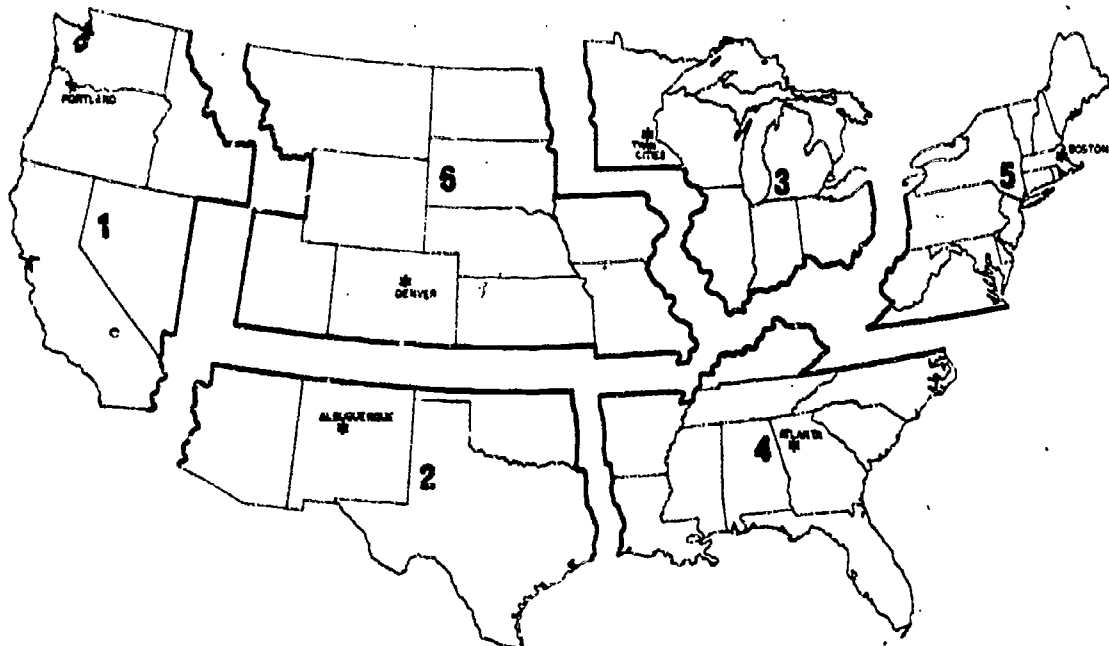 PORTLAND
TWIN
CITIES
BOSTON
6
3
5
1
DENVER
ALBUQUERQUE
ATLANTA
4
2